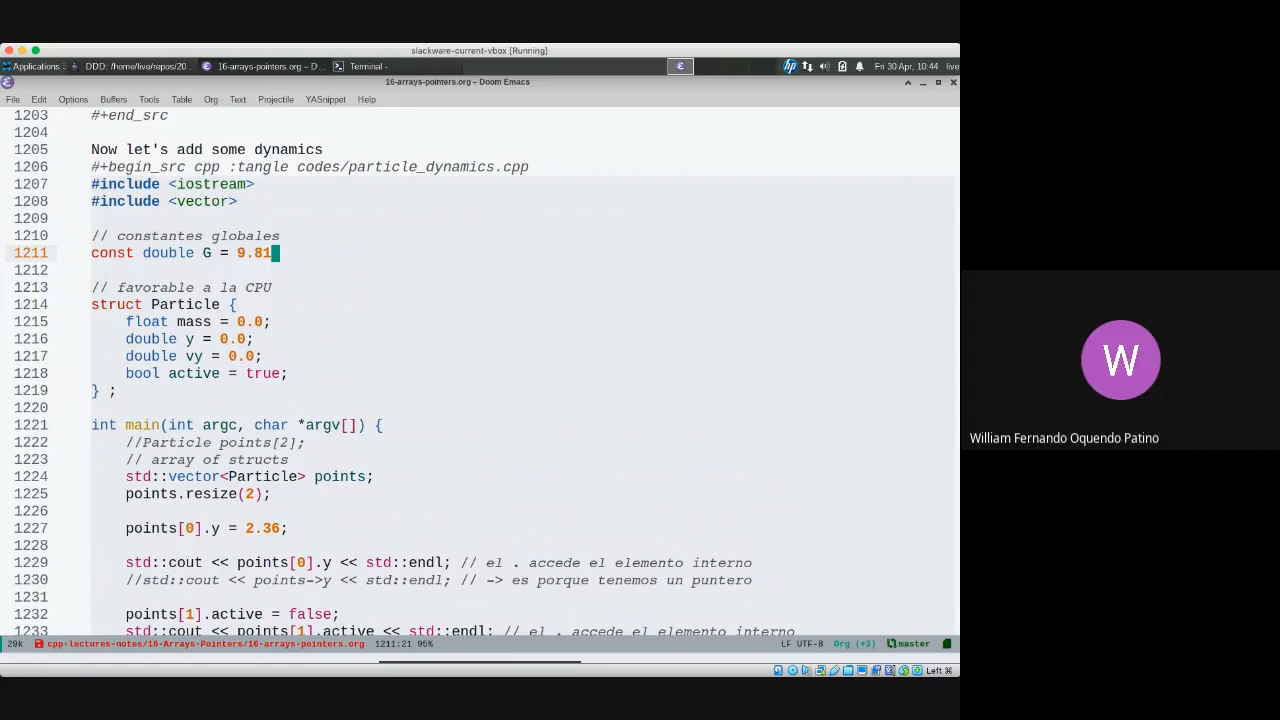 slackware-current-vbox [Running]
Applications DDD: /home/live/repos/20... 16-arrays-pointers.org – D... Terminal - Fri 30 Apr, 10:44 live
16-arrays-pointers.org – Doom Emacs
File Edit Options Buffers Tools Table Org Text Projectile YASnippet Help
1203 #+end_src
1204
1205 Now let's add some dynamics
1206 #+begin_src cpp :tangle codes/particle_dynamics.cpp
1207 #include <iostream>
1208 #include <vector>
1209
1210 // constantes globales
1211 const double G = 9.81
1212
1213 // favorable a la CPU
1214 struct Particle {
1215 float mass = 0.0;
1216 double y = 0.0;
1217 double vy = 0.0;
1218 bool active = true;
1219 } ;
1220
1221 int main(int argc, char *argv[]) {
1222 //Particle points[2];
1223 // array of structs
1224 std::vector<Particle> points;
1225 points.resize(2);
1226
1227 points[0].y = 2.36;
1228
1229 std::cout << points[0].y << std::endl; // el . accede el elemento interno
1230 //std::cout << points->y << std::endl; // -> es porque tenemos un puntero
1231
1232 points[1].active = false;
1233 std::cout << points[1].active << std::endl; // el . accede el elemento interno
29k cpp-lectures-notes/16-Arrays-Pointers/16-arrays-pointers.org 1211:21 95% LF UTF-8 Org (+3) master
Left ⌘
W
William Fernando Oquendo Patino